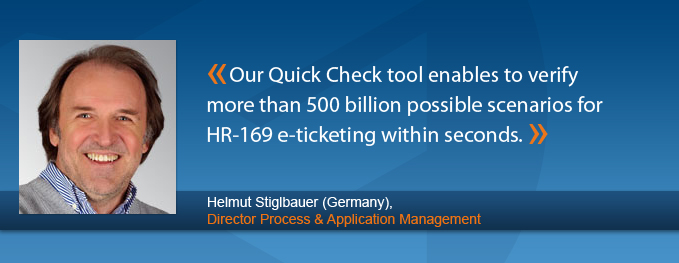 «Our Quick Check tool enables to verify
more than 500 billion possible scenarios for
HR-169 e-ticketing within seconds. »
Helmut Stiglbauer (Germany),
Director Process & Application Management